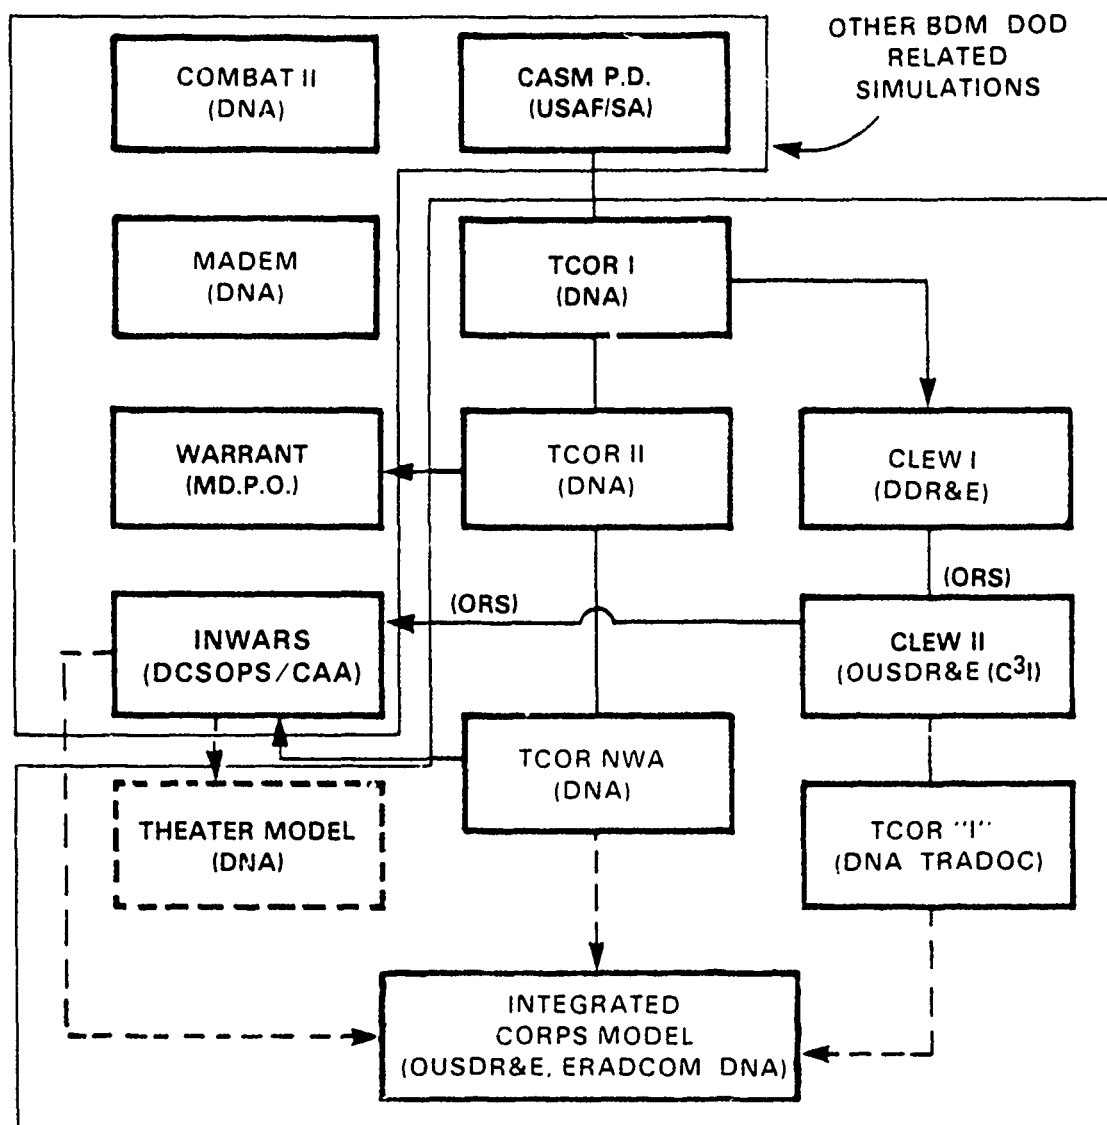 OTHER BDM DOD
RELATED
SIMULATIONS
COMBAT II
(DNA)
CASM P.D.
(USAF/SA)
MADEM
(DNA)
TCOR I
(DNA)
WARRANT
(MD.P.O.)
TCOR II
(DNA)
CLEW I
(DDR&E)
(ORS)
(ORS)
INWARS
(DCSOPS/CAA)
CLEW II
(OUSDR&E (C³I)
TCOR NWA
(DNA)
THEATER MODEL
(DNA)
TCOR "I"
(DNA TRADOC)
INTEGRATED
CORPS MODEL
(OUSDR&E, ERADCOM DNA)